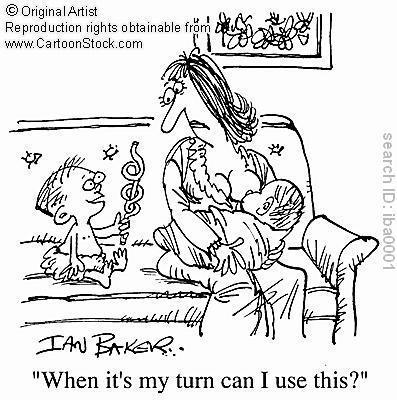 © Original Artist
Reproduction rights obtainable from
www.CartoonStock.com
search ID: iba0001
IAN BAKER..
"When it's my turn can I use this?"